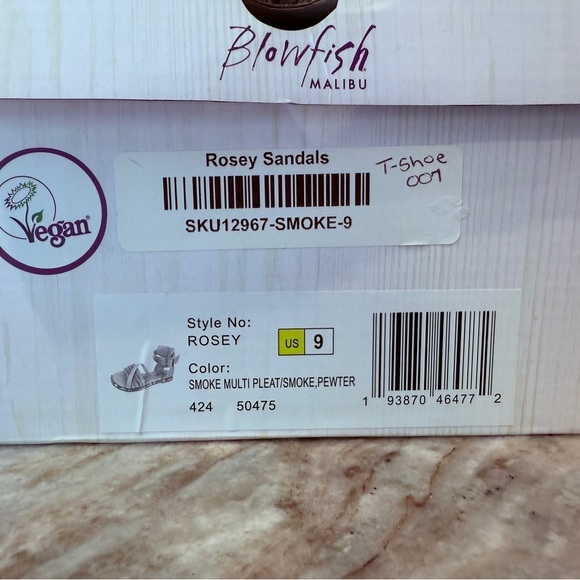 Blowfish
MALIBU
Vegan®
Rosey Sandals
T-Shoe
007
SKU12967-SMOKE-9
Style No:
ROSEY
US 9
Color:
SMOKE MULTI PLEAT/SMOKE,PEWTER
424 50475
1 93870 46477 2